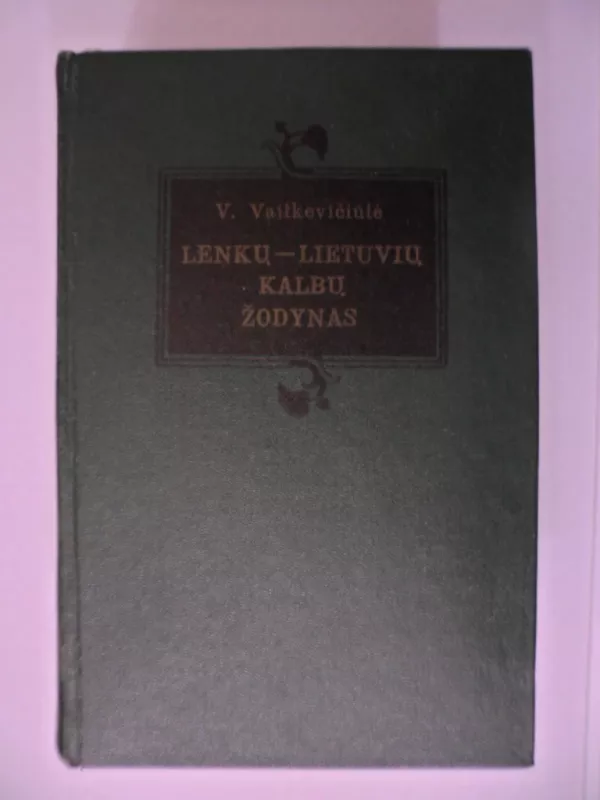 V. Vaitkevičiūtė
LENKŲ—LIETUVIŲ
KALBŲ
ŽODYNAS